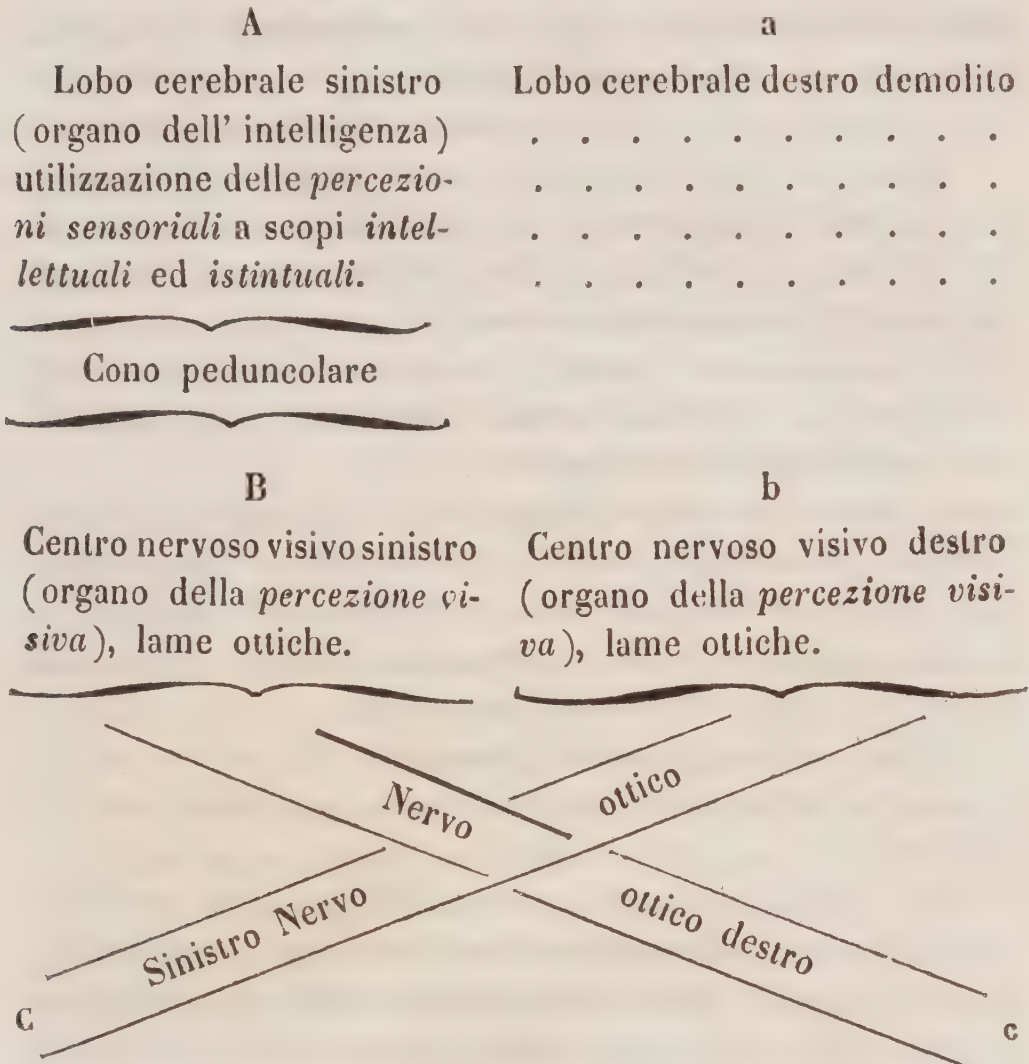 A
Lobo cerebrale sinistro
(organo dell' intelligenza)
utilizzazione delle percezio-
ni sensoriali a scopi intel-
lettuali ed istintuali.
a
Lobo cerebrale destro demolito
. . . . . . . . . .
. . . . . . . . . .
. . . . . . . . . .
. . . . . . . . . .
Cono peduncolare
B
Centro nervoso visivo sinistro
(organo della percezione vi-
siva), lame ottiche.
b
Centro nervoso visivo destro
(organo della percezione visi-
va), lame ottiche.
Nervo
ottico
Sinistro Nervo
ottico destro
C
c